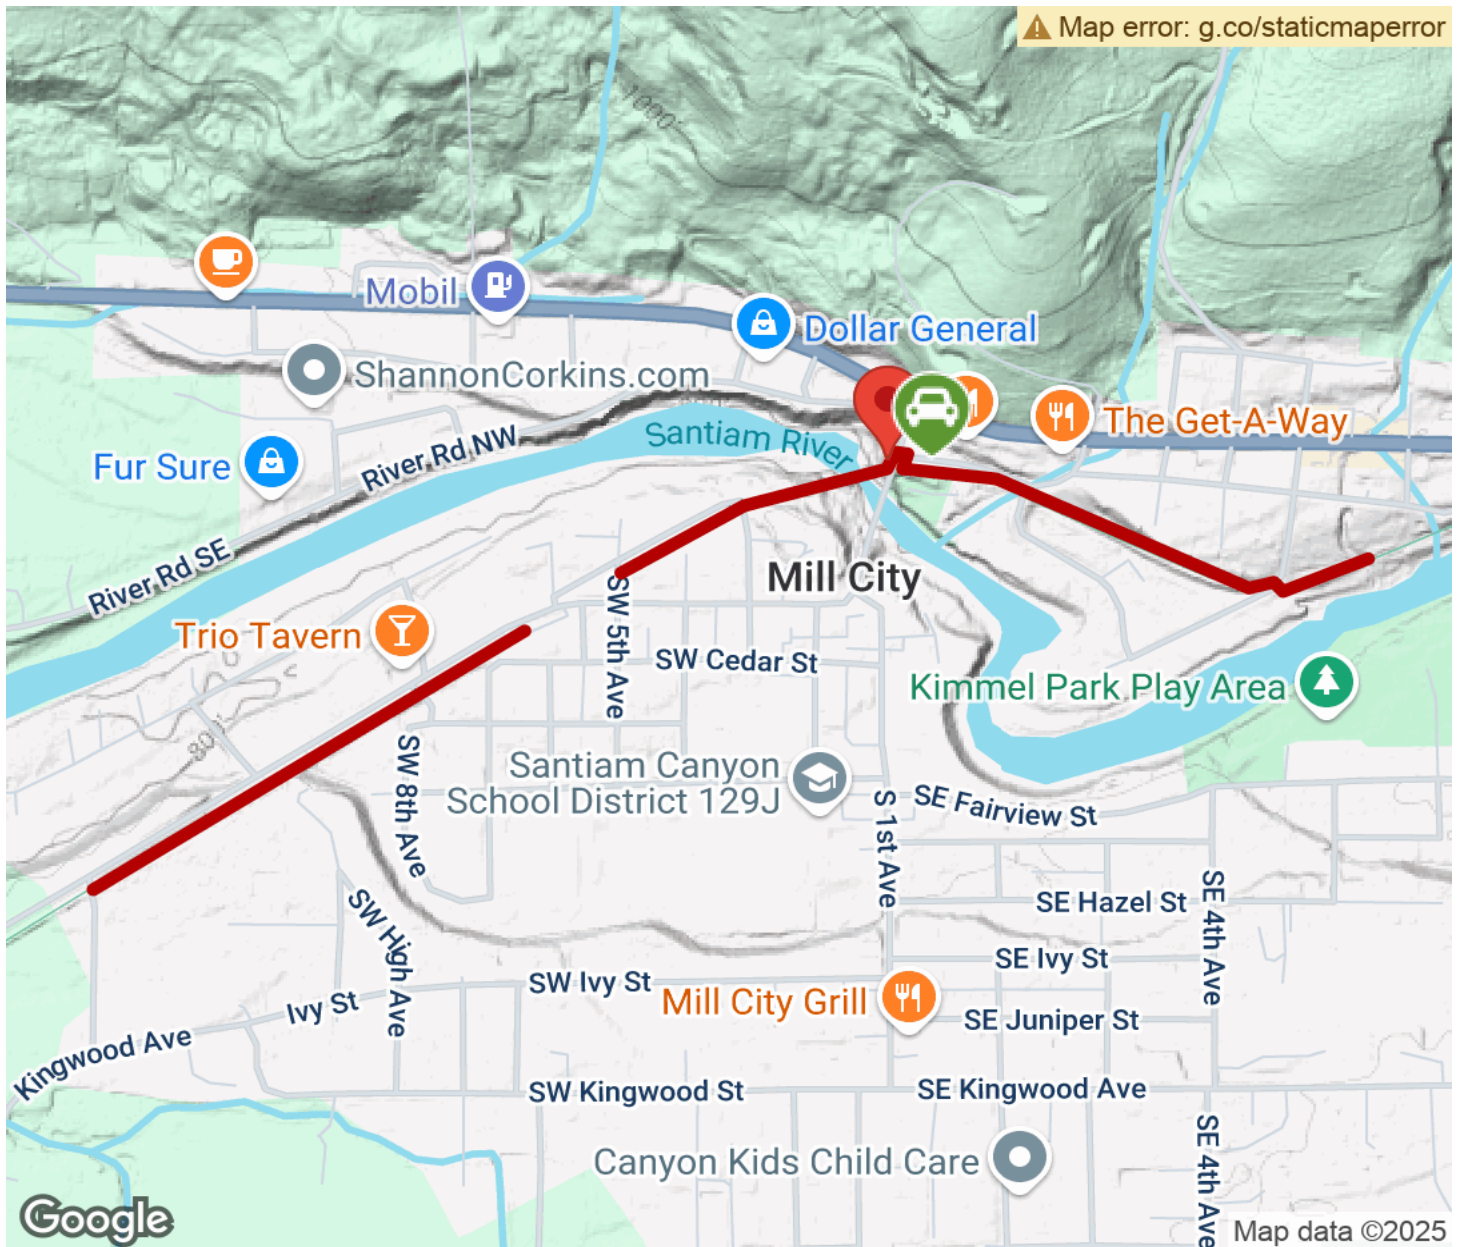 Map error: g.co/staticmaperror
1000'
Mobil
Dollar General
ShannonCorkins.com
The Get-A-Way
Santiam River
River Rd NW
Fur Sure
River Rd SE
Mill City
SW 5th Ave
Trio Tavern
SW Cedar St
Kimmel Park Play Area
800'
SW 8th Ave
Santiam Canyon
School District 129J
S 1st Ave
SE Fairview St
SE 4th Ave
SW High Ave
SE Hazel St
SE Ivy St
SW Ivy St
Mill City Grill
Ivy St
SE Juniper St
Kingwood Ave
SW Kingwood St
SE Kingwood Ave
SE 4th Ave
Canyon Kids Child Care
Google
Map data ©2025